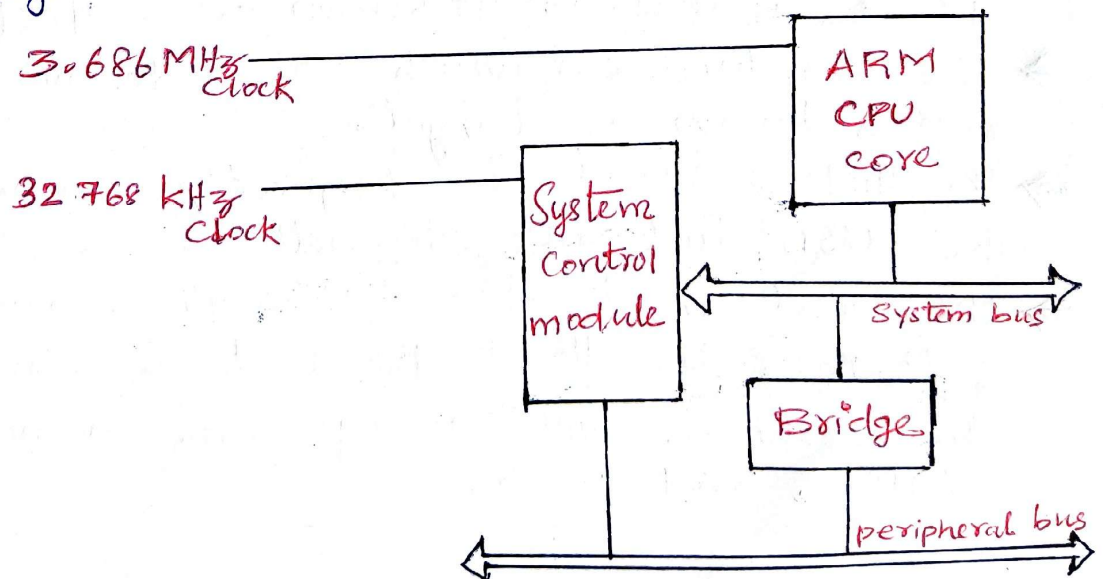 3.686 MHz
Clock
ARM
CPU
core
32 768 kHz
Clock
System
Control
module
System bus
Bridge
peripheral bus